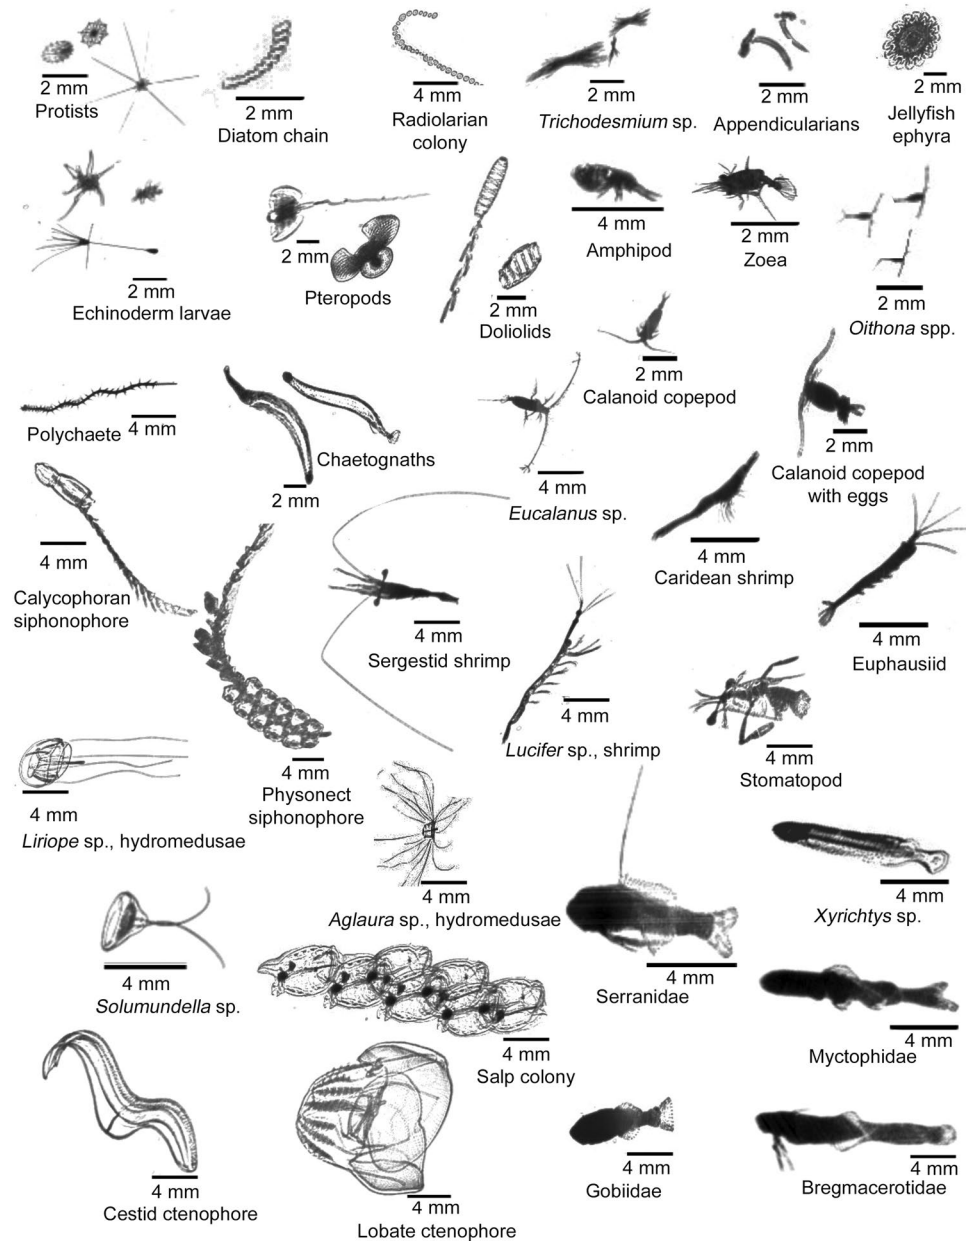 2 mm
Protists
2 mm
Diatom chain
4 mm
Radiolarian
colony
2 mm
Trichodesmium sp.
2 mm
Appendicularians
2 mm
Jellyfish
ephyra
2 mm
Echinoderm larvae
2 mm
Pteropods
2 mm
Doliolids
4 mm
Amphipod
2 mm
Zoea
2 mm
Oithona spp.
2 mm
Calanoid copepod
4 mm
Polychaete
2 mm
Chaetognaths
4 mm
Eucalanus sp.
2 mm
Calanoid copepod
with eggs
4 mm
Calycophoran
siphonophore
4 mm
Caridean shrimp
4 mm
Sergestid shrimp
4 mm
Euphausiid
4 mm
Lucifer sp., shrimp
4 mm
Stomatopod
4 mm
Physonect
siphonophore
4 mm
Liriope sp., hydromedusae
4 mm
Aglaura sp., hydromedusae
4 mm
Xyrichtys sp.
4 mm
Solumundella sp.
4 mm
Serranidae
4 mm
Salp colony
4 mm
Myctophidae
4 mm
Cestid ctenophore
4 mm
Lobate ctenophore
4 mm
Gobiidae
4 mm
Bregmacerotidae